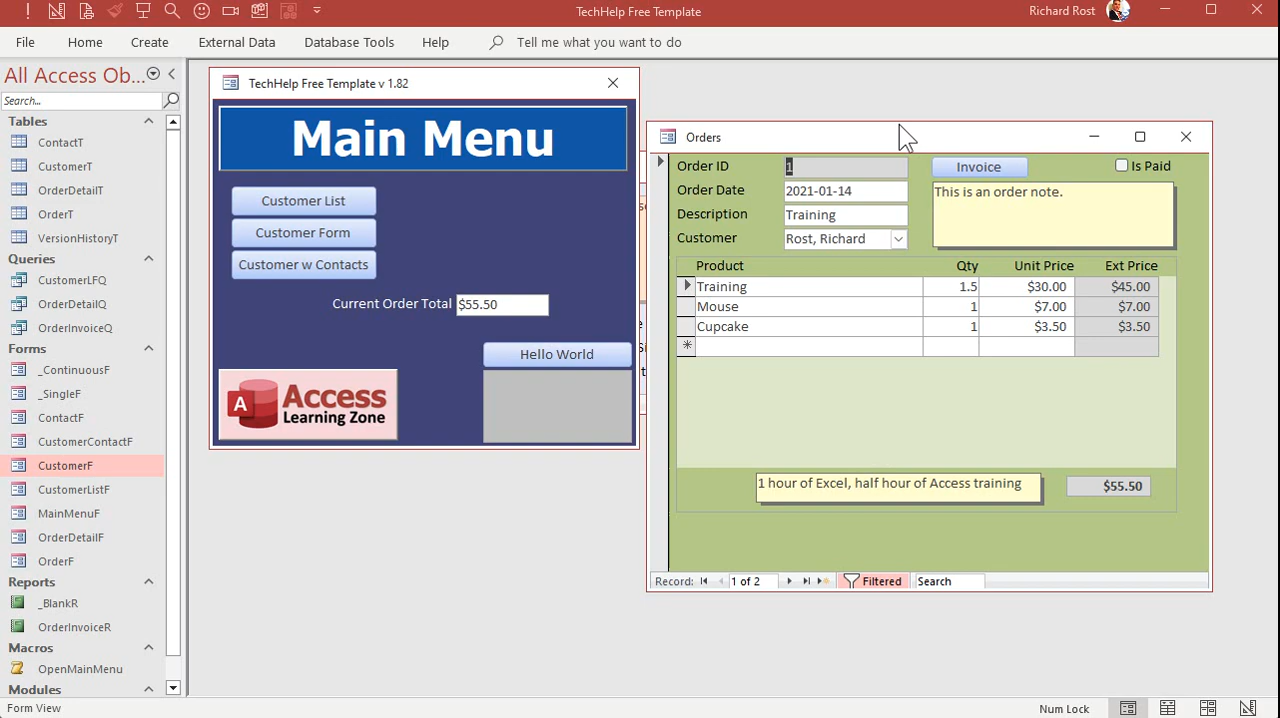 TechHelp Free Template
Richard Rost
File Home Create External Data Database Tools Help Tell me what you want to do
All Access Ob...
Search...
Tables
ContactT
CustomerT
OrderDetailT
OrderT
VersionHistoryT
Queries
CustomerLFQ
OrderDetailQ
OrderInvoiceQ
Forms
_ContinuousF
_SingleF
ContactF
CustomerContactF
CustomerF
CustomerListF
MainMenuF
OrderDetailF
OrderF
Reports
_BlankR
OrderInvoiceR
Macros
OpenMainMenu
Modules
TechHelp Free Template v 1.82
Main Menu
Customer List
Customer Form
Customer w Contacts
Current Order Total $55.50
Hello World
A Access
Learning Zone
Orders
Order ID 1 Invoice Is Paid
Order Date 2021-01-14 This is an order note.
Description Training
Customer Rost, Richard
Product Qty Unit Price Ext Price
Training 1.5 $30.00 $45.00
Mouse 1 $7.00 $7.00
Cupcake 1 $3.50 $3.50
1 hour of Excel, half hour of Access training $55.50
Record: 1 of 2 Filtered Search
Form View Num Lock